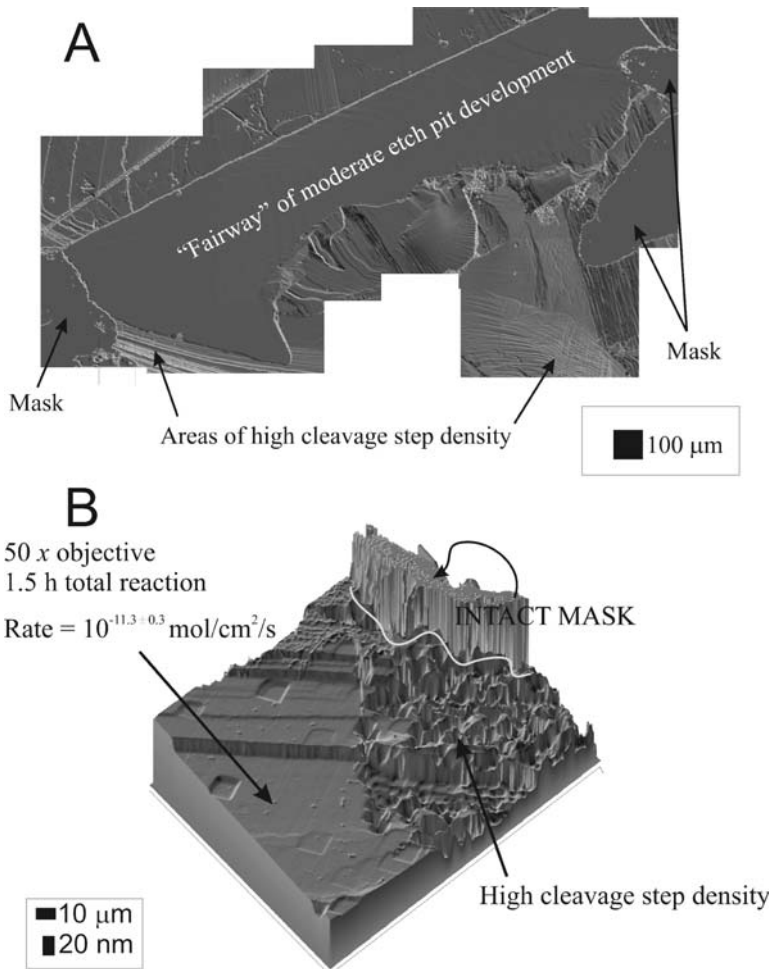 A
"Fairway" of moderate etch pit development
Mask
Mask
Areas of high cleavage step density
100 μm
B
50 x objective
1.5 h total reaction
Rate = 10^-11.3 ± 0.3 mol/cm²/s
INTACT MASK
High cleavage step density
10 μm
20 nm